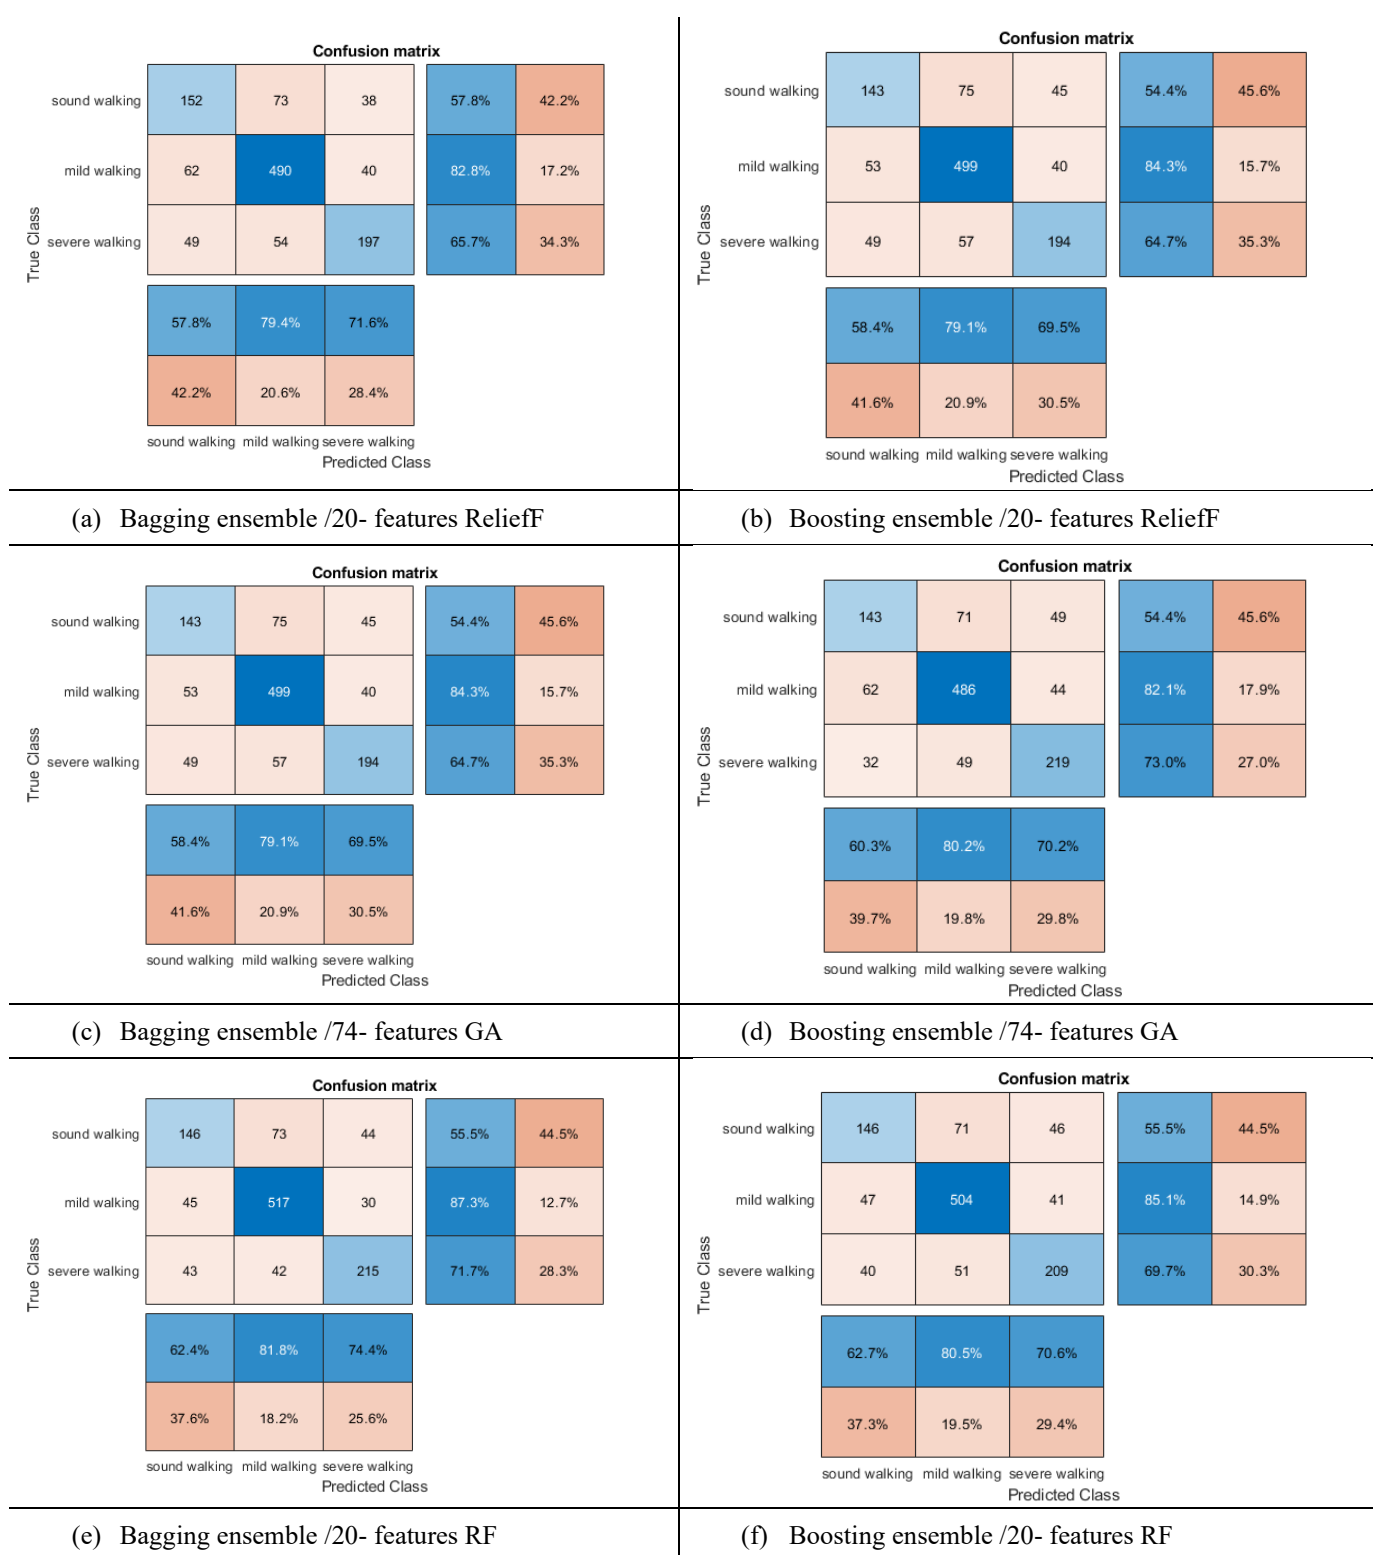 Confusion matrix
sound walking 152 73 38 57.8% 42.2%
mild walking 62 490 40 82.8% 17.2%
severe walking 49 54 197 65.7% 34.3%
True Class
57.8% 79.4% 71.6%
42.2% 20.6% 28.4%
sound walking mild walking severe walking
Predicted Class
(a) Bagging ensemble /20- features ReliefF
Confusion matrix
sound walking 143 75 45 54.4% 45.6%
mild walking 53 499 40 84.3% 15.7%
severe walking 49 57 194 64.7% 35.3%
True Class
58.4% 79.1% 69.5%
41.6% 20.9% 30.5%
sound walking mild walking severe walking
Predicted Class
(b) Boosting ensemble /20- features ReliefF
Confusion matrix
sound walking 143 75 45 54.4% 45.6%
mild walking 53 499 40 84.3% 15.7%
severe walking 49 57 194 64.7% 35.3%
True Class
58.4% 79.1% 69.5%
41.6% 20.9% 30.5%
sound walking mild walking severe walking
Predicted Class
(c) Bagging ensemble /74- features GA
Confusion matrix
sound walking 143 71 49 54.4% 45.6%
mild walking 62 486 44 82.1% 17.9%
severe walking 32 49 219 73.0% 27.0%
True Class
60.3% 80.2% 70.2%
39.7% 19.8% 29.8%
sound walking mild walking severe walking
Predicted Class
(d) Boosting ensemble /74- features GA
Confusion matrix
sound walking 146 73 44 55.5% 44.5%
mild walking 45 517 30 87.3% 12.7%
severe walking 43 42 215 71.7% 28.3%
True Class
62.4% 81.8% 74.4%
37.6% 18.2% 25.6%
sound walking mild walking severe walking
Predicted Class
(e) Bagging ensemble /20- features RF
Confusion matrix
sound walking 146 71 46 55.5% 44.5%
mild walking 47 504 41 85.1% 14.9%
severe walking 40 51 209 69.7% 30.3%
True Class
62.7% 80.5% 70.6%
37.3% 19.5% 29.4%
sound walking mild walking severe walking
Predicted Class
(f) Boosting ensemble /20- features RF